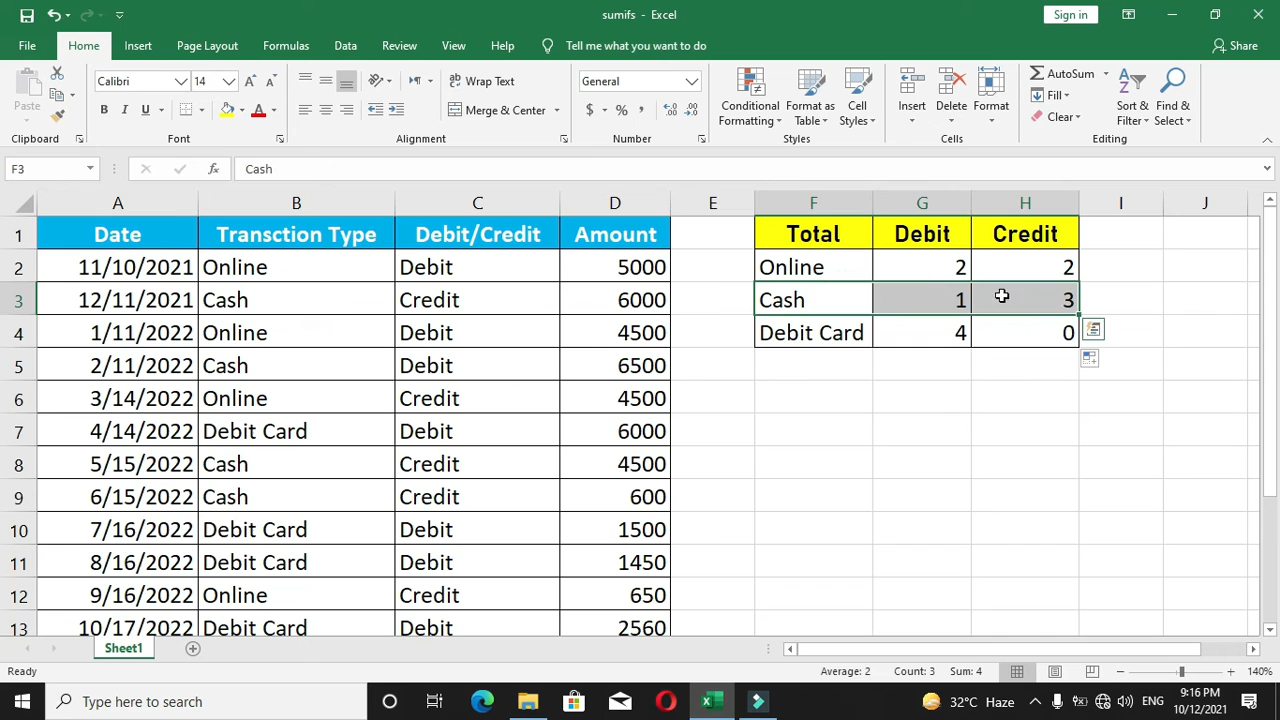 sumifs - Excel
Sign in
File Home Insert Page Layout Formulas Data Review View Help Tell me what you want to do Share
Paste Calibri 14 Wrap Text General Conditional Formatting Format Table Cell Styles Insert Delete Format AutoSum Fill Clear Sort & Filter Find & Select
B I U Merge & Center $ %
Clipboard Font Alignment Number Styles Cells Editing
F3 fx Cash
A B C D E F G H I J
1 Date Transction Type Debit/Credit Amount Total Debit Credit
2 11/10/2021 Online Debit 5000 Online 2 2
3 12/11/2021 Cash Credit 6000 Cash 1 3
4 1/11/2022 Online Debit 4500 Debit Card 4 0
5 2/11/2022 Cash Debit 6500
6 3/14/2022 Online Credit 4500
7 4/14/2022 Debit Card Debit 6000
8 5/15/2022 Cash Credit 4500
9 6/15/2022 Cash Credit 600
10 7/16/2022 Debit Card Debit 1500
11 8/16/2022 Debit Card Debit 1450
12 9/16/2022 Online Credit 650
13 10/17/2022 Debit Card Debit 2560
Sheet1
Ready Average: 2 Count: 3 Sum: 4 140%
Type here to search 32°C Haze ENG 9:16 PM
10/12/2021